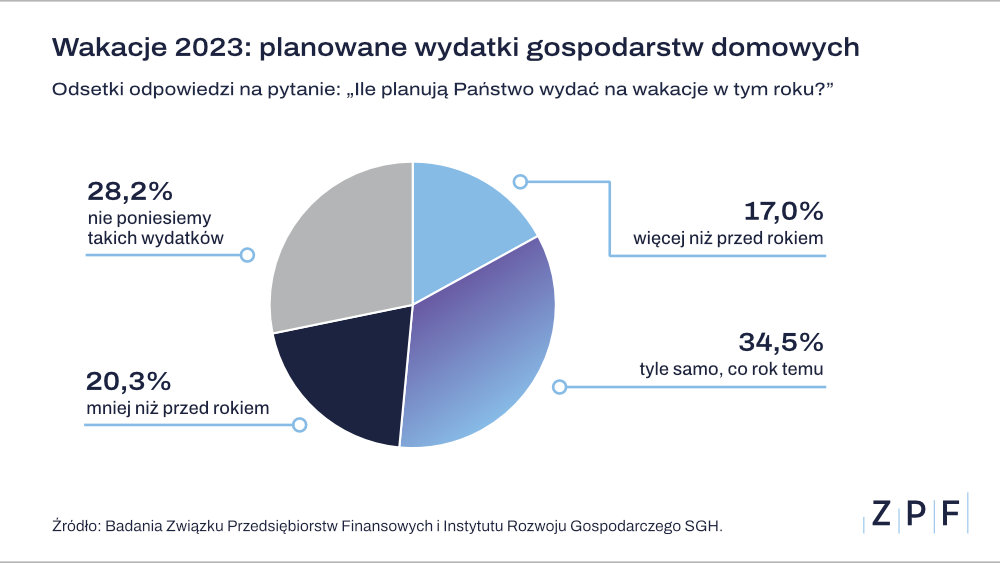 Wakacje 2023: planowane wydatki gospodarstw domowych
Odsetki odpowiedzi na pytanie: „Ile planują Państwo wydać na wakacje w tym roku?”
28,2%
nie poniesiemy
takich wydatków
17,0%
więcej niż przed rokiem
34,5%
tyle samo, co rok temu
20,3%
mniej niż przed rokiem
Źródło: Badania Związku Przedsiębiorstw Finansowych i Instytutu Rozwoju Gospodarczego SGH.
ZPF